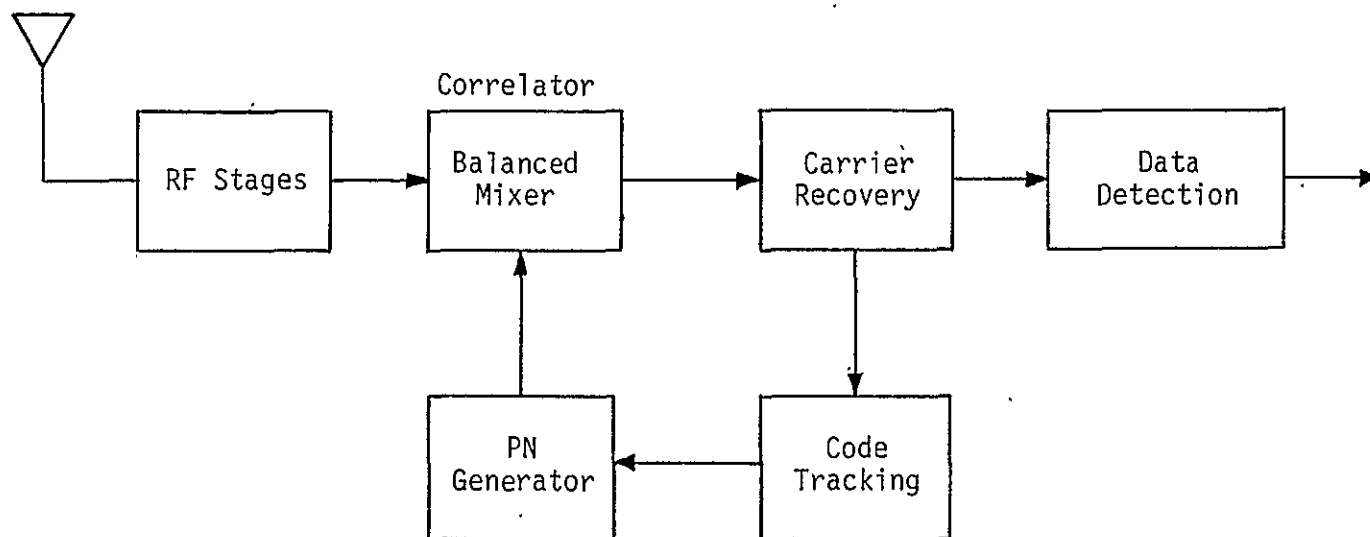 Correlator
RF Stages
Balanced
Mixer
Carrier
Recovery
Data
Detection
PN
Generator
Code
Tracking